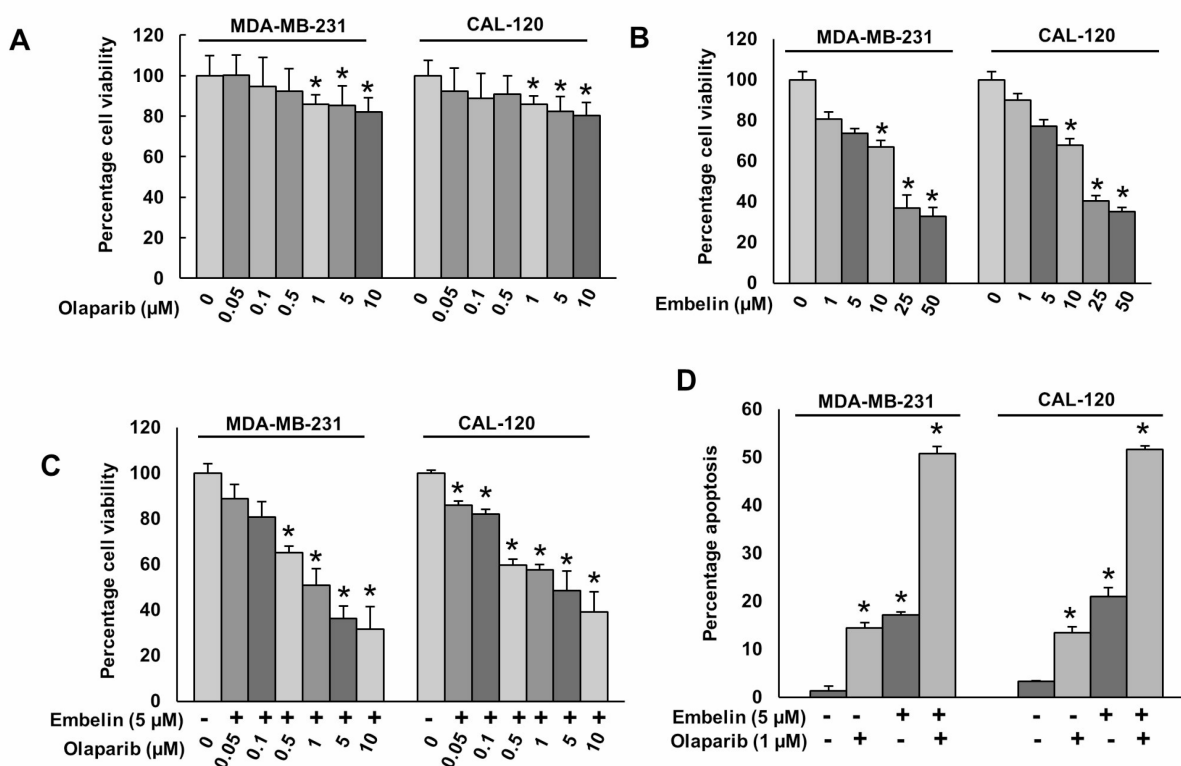 A
MDA-MB-231
CAL-120
Percentage cell viability
120
100
80
60
40
20
0
* * * * * *
Olaparib (µM)
0 0.05 0.1 0.5 1 5 10
0 0.05 0.1 0.5 1 5 10
B
MDA-MB-231
CAL-120
Percentage cell viability
120
100
80
60
40
20
0
* * * * * *
Embelin (µM)
0 1 5 10 25 50
0 1 5 10 25 50
C
MDA-MB-231
CAL-120
Percentage cell viability
120
100
80
60
40
20
0
* * * * * * * * * *
Embelin (5 µM) - + + + + + + - + + + + + +
Olaparib (µM) 0 0.05 0.1 0.5 1 5 10 0 0.05 0.1 0.5 1 5 10
D
MDA-MB-231
CAL-120
Percentage apoptosis
60
50
40
30
20
10
0
* * * * * *
Embelin (5 µM) - - + + - - + +
Olaparib (1 µM) - + - + - + - +